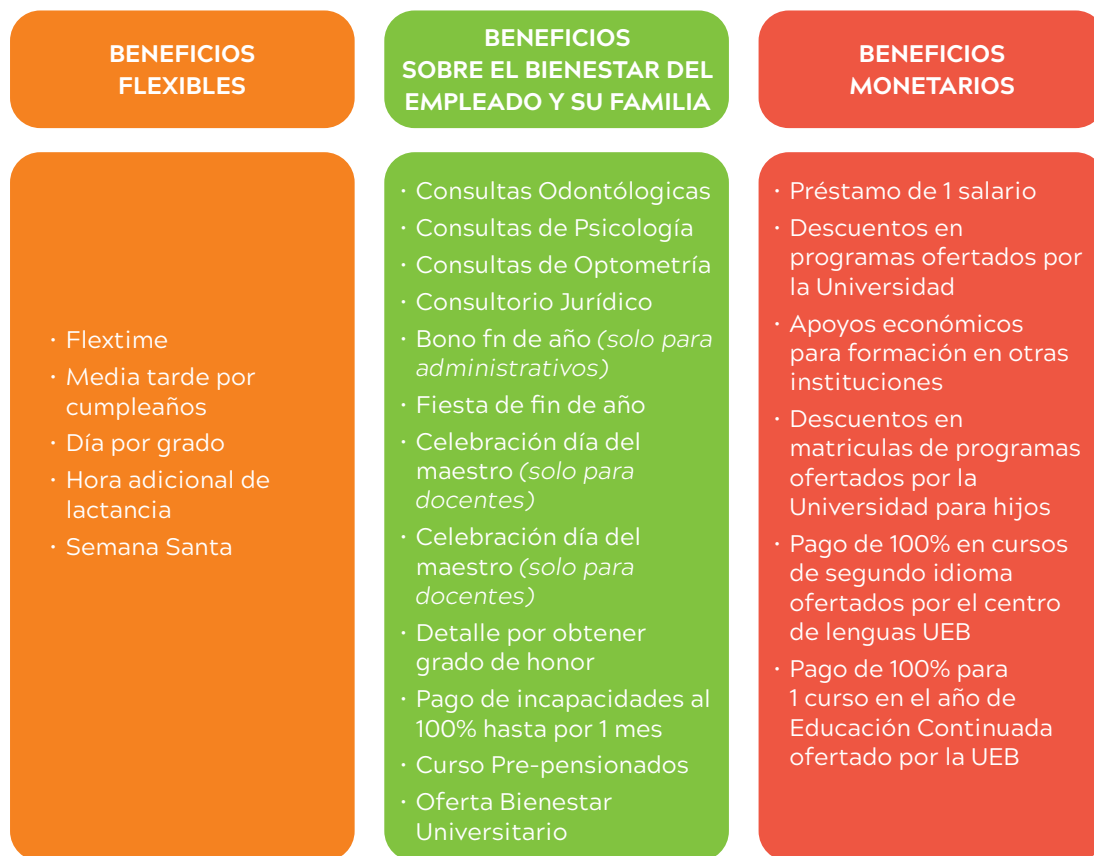 BENEFICIOS
FLEXIBLES
· Flextime
· Media tarde por
cumpleaños
· Día por grado
· Hora adicional de
lactancia
· Semana Santa
BENEFICIOS
SOBRE EL BIENESTAR DEL
EMPLEADO Y SU FAMILIA
· Consultas Odontólogicas
· Consultas de Psicología
· Consultas de Optometría
· Consultorio Jurídico
· Bono fn de año (solo para
administrativos)
· Fiesta de fin de año
· Celebración día del
maestro (solo para
docentes)
· Celebración día del
maestro (solo para
docentes)
· Detalle por obtener
grado de honor
· Pago de incapacidades al
100% hasta por 1 mes
· Curso Pre-pensionados
· Oferta Bienestar
Universitario
BENEFICIOS
MONETARIOS
· Préstamo de 1 salario
· Descuentos en
programas ofertados por
la Universidad
· Apoyos económicos
para formación en otras
instituciones
· Descuentos en
matriculas de programas
ofertados por la
Universidad para hijos
· Pago de 100% en cursos
de segundo idioma
ofertados por el centro
de lenguas UEB
· Pago de 100% para
1 curso en el año de
Educación Continuada
ofertado por la UEB